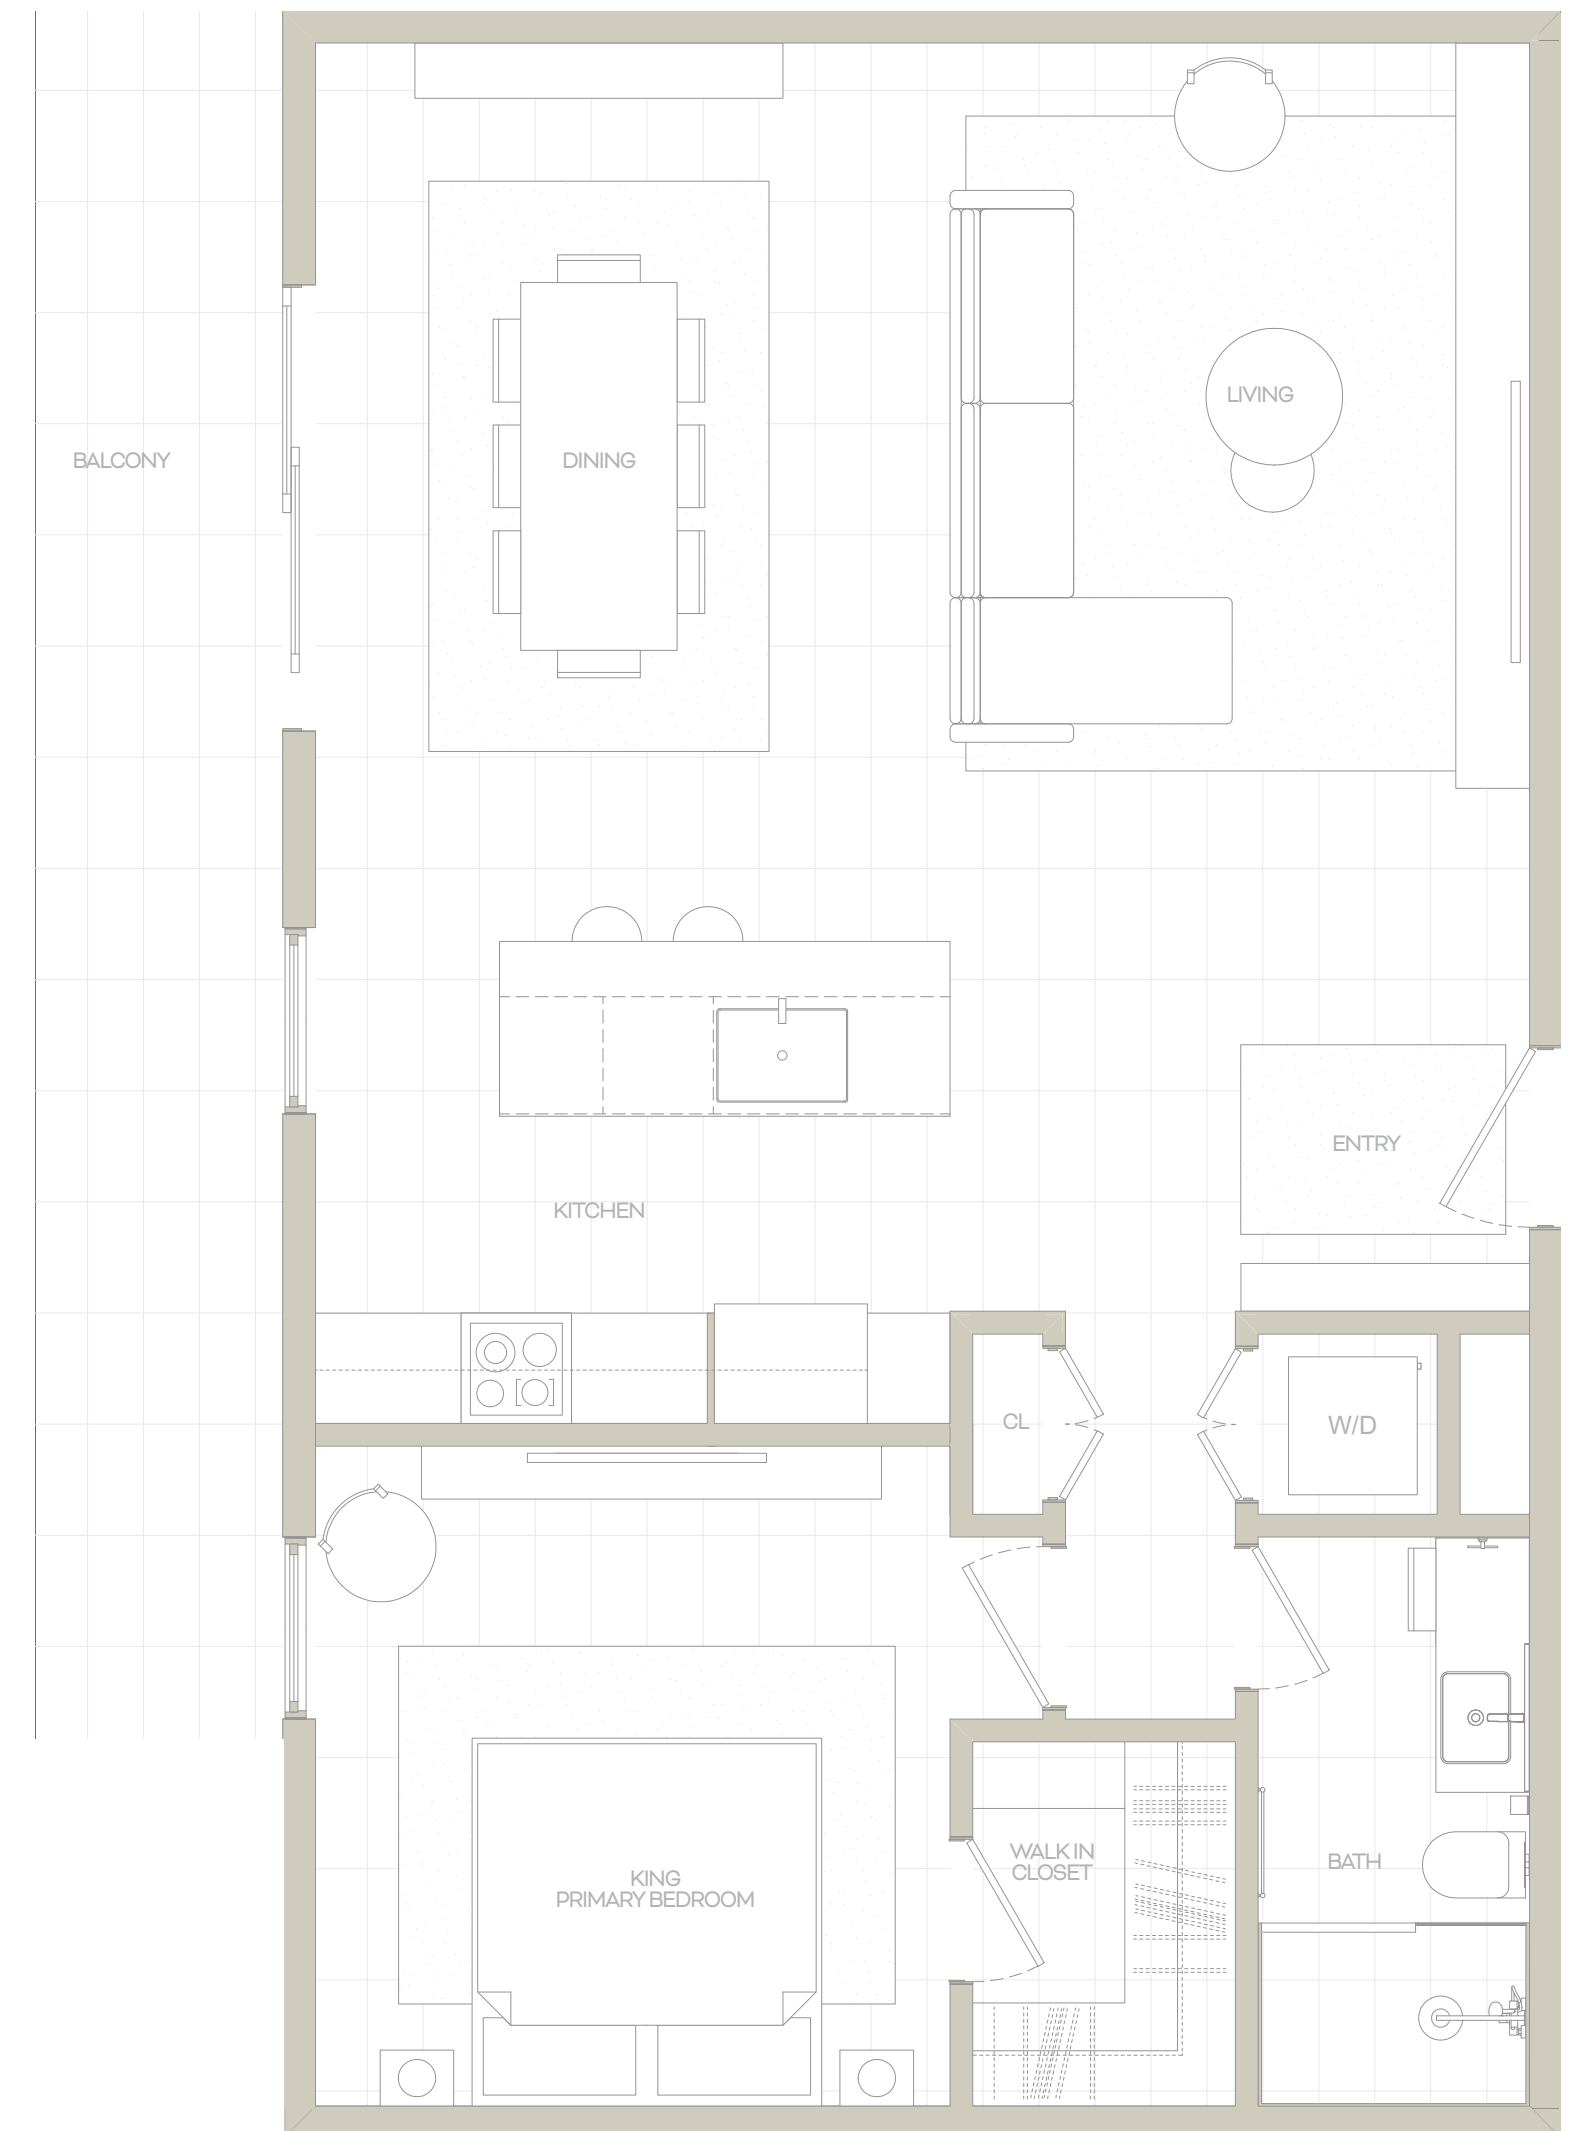 LIVING
BALCONY
DINING
ENTRY
KITCHEN
CL
W/D
WALK IN
CLOSET
BATH
KING
PRIMARY BEDROOM